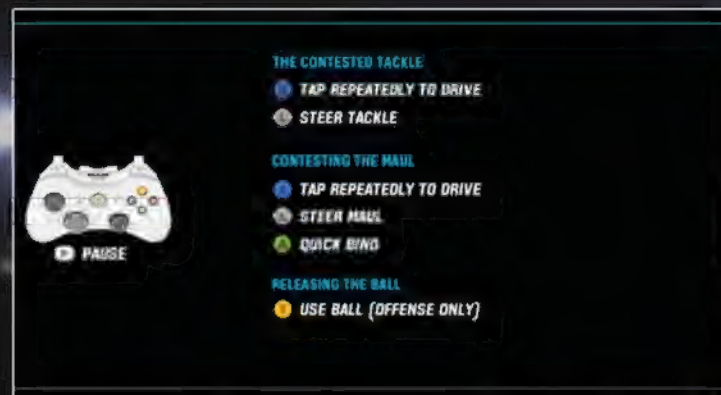 THE CONTESTED TACKLE
TAP REPEATEDLY TO DRIVE
STEER TACKLE
CONTESTING THE MAUL
TAP REPEATEDLY TO DRIVE
STEER MAUL
QUICK BIND
PAUSE
RELEASING THE BALL
USE BALL (OFFENSE ONLY)